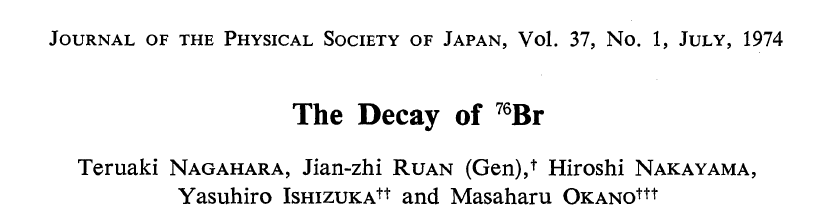 JOURNAL OF THE PHYSICAL SOCIETY OF JAPAN, Vol. 37, No. 1, JULY, 1974
The Decay of ⁷⁶Br
Teruaki NAGAHARA, Jian-zhi RUAN (Gen),† Hiroshi NAKAYAMA,
Yasuhiro ISHIZUKA†† and Masaharu OKANO†††